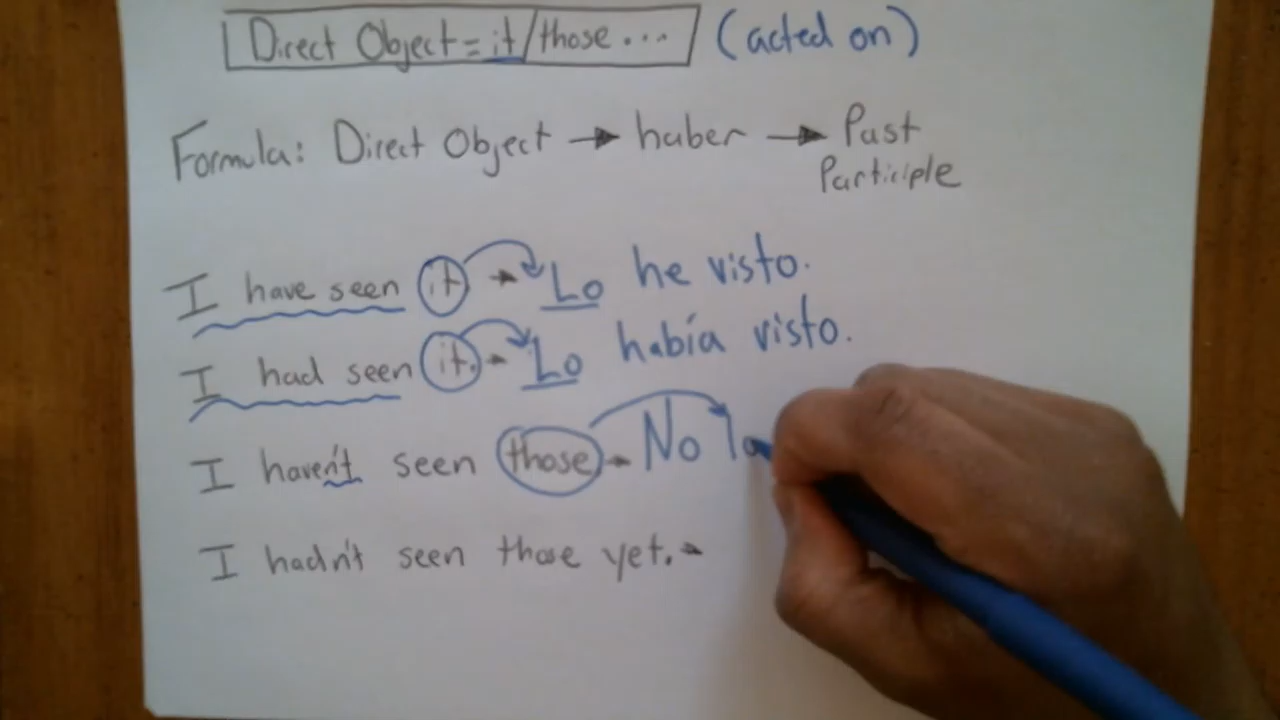 Direct Object = it/those... (acted on)
Formula: Direct Object → haber → Past
Participle
I have seen it → Lo he visto.
I had seen it. → Lo había visto.
I haven't seen those → No
I hadn't seen those yet. →